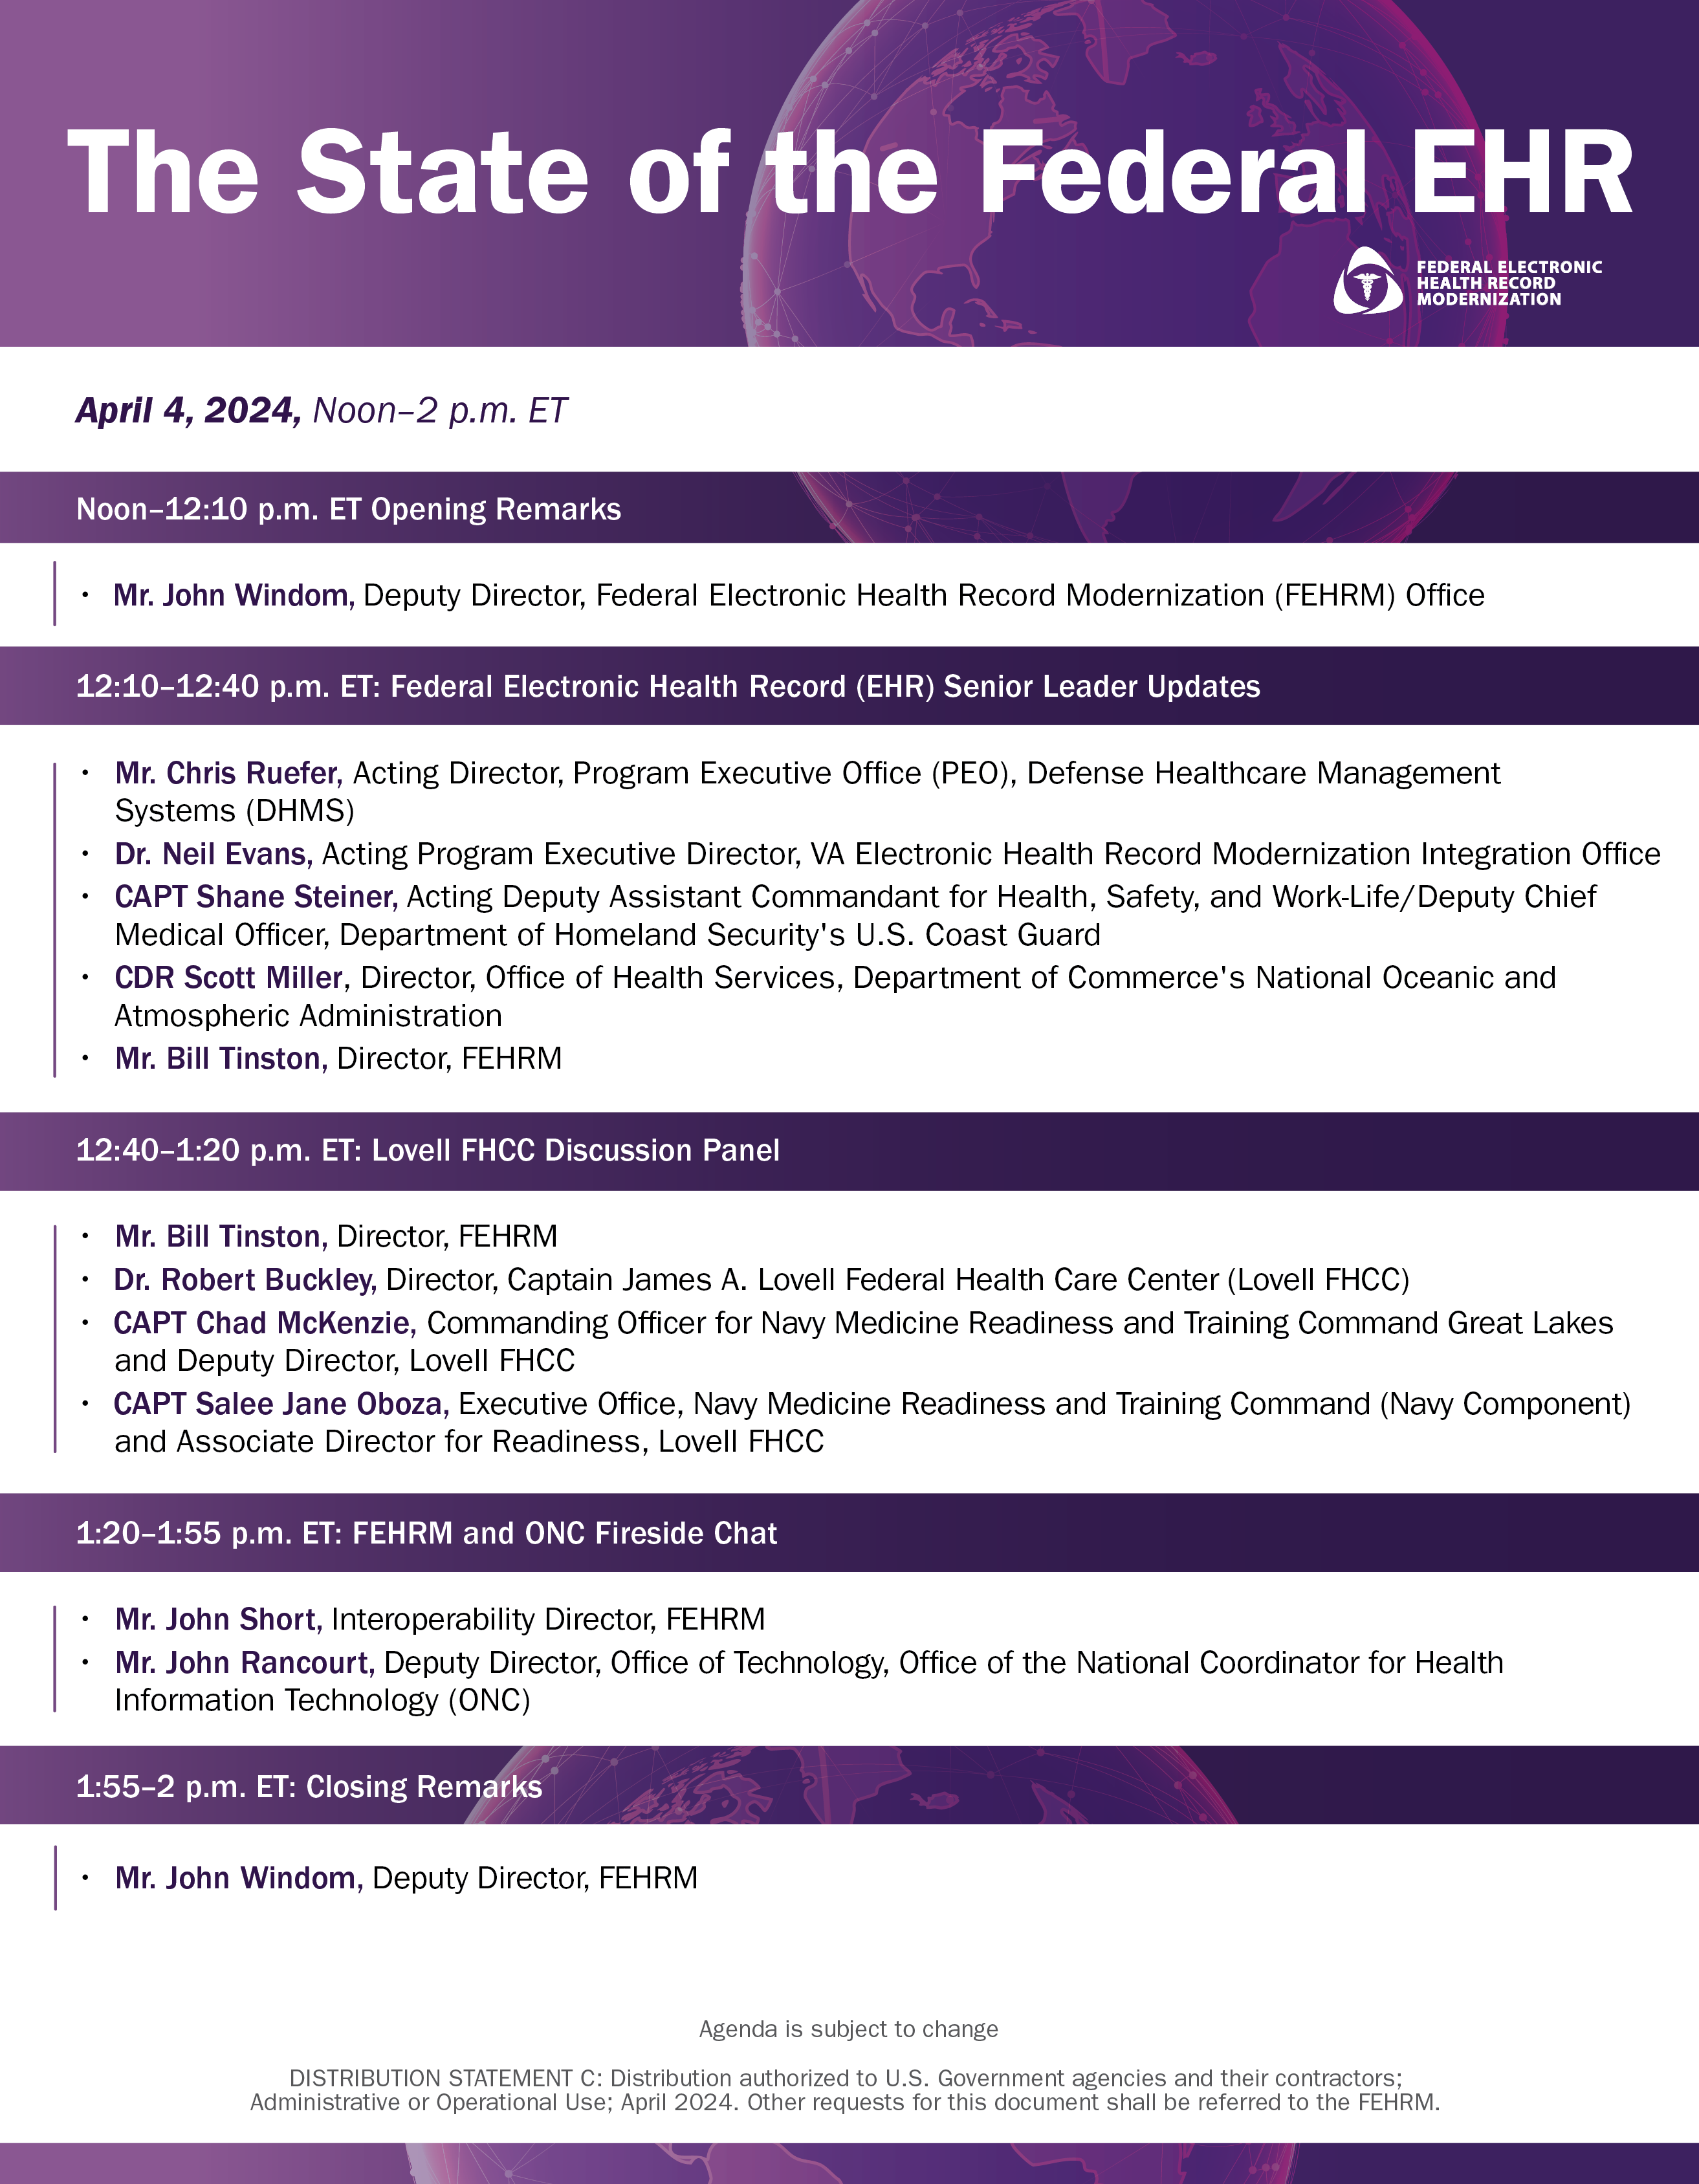 The State of the Federal EHR
FEDERAL ELECTRONIC
HEALTH RECORD
MODERNIZATION
April 4, 2024, Noon–2 p.m. ET
Noon–12:10 p.m. ET Opening Remarks
• Mr. John Windom, Deputy Director, Federal Electronic Health Record Modernization (FEHRM) Office
12:10–12:40 p.m. ET: Federal Electronic Health Record (EHR) Senior Leader Updates
• Mr. Chris Ruefer, Acting Director, Program Executive Office (PEO), Defense Healthcare Management
Systems (DHMS)
• Dr. Neil Evans, Acting Program Executive Director, VA Electronic Health Record Modernization Integration Office
• CAPT Shane Steiner, Acting Deputy Assistant Commandant for Health, Safety, and Work-Life/Deputy Chief
Medical Officer, Department of Homeland Security's U.S. Coast Guard
• CDR Scott Miller, Director, Office of Health Services, Department of Commerce's National Oceanic and
Atmospheric Administration
• Mr. Bill Tinston, Director, FEHRM
12:40–1:20 p.m. ET: Lovell FHCC Discussion Panel
• Mr. Bill Tinston, Director, FEHRM
• Dr. Robert Buckley, Director, Captain James A. Lovell Federal Health Care Center (Lovell FHCC)
• CAPT Chad McKenzie, Commanding Officer for Navy Medicine Readiness and Training Command Great Lakes
and Deputy Director, Lovell FHCC
• CAPT Salee Jane Oboza, Executive Office, Navy Medicine Readiness and Training Command (Navy Component)
and Associate Director for Readiness, Lovell FHCC
1:20–1:55 p.m. ET: FEHRM and ONC Fireside Chat
• Mr. John Short, Interoperability Director, FEHRM
• Mr. John Rancourt, Deputy Director, Office of Technology, Office of the National Coordinator for Health
Information Technology (ONC)
1:55–2 p.m. ET: Closing Remarks
• Mr. John Windom, Deputy Director, FEHRM
Agenda is subject to change
DISTRIBUTION STATEMENT C: Distribution authorized to U.S. Government agencies and their contractors;
Administrative or Operational Use; April 2024. Other requests for this document shall be referred to the FEHRM.